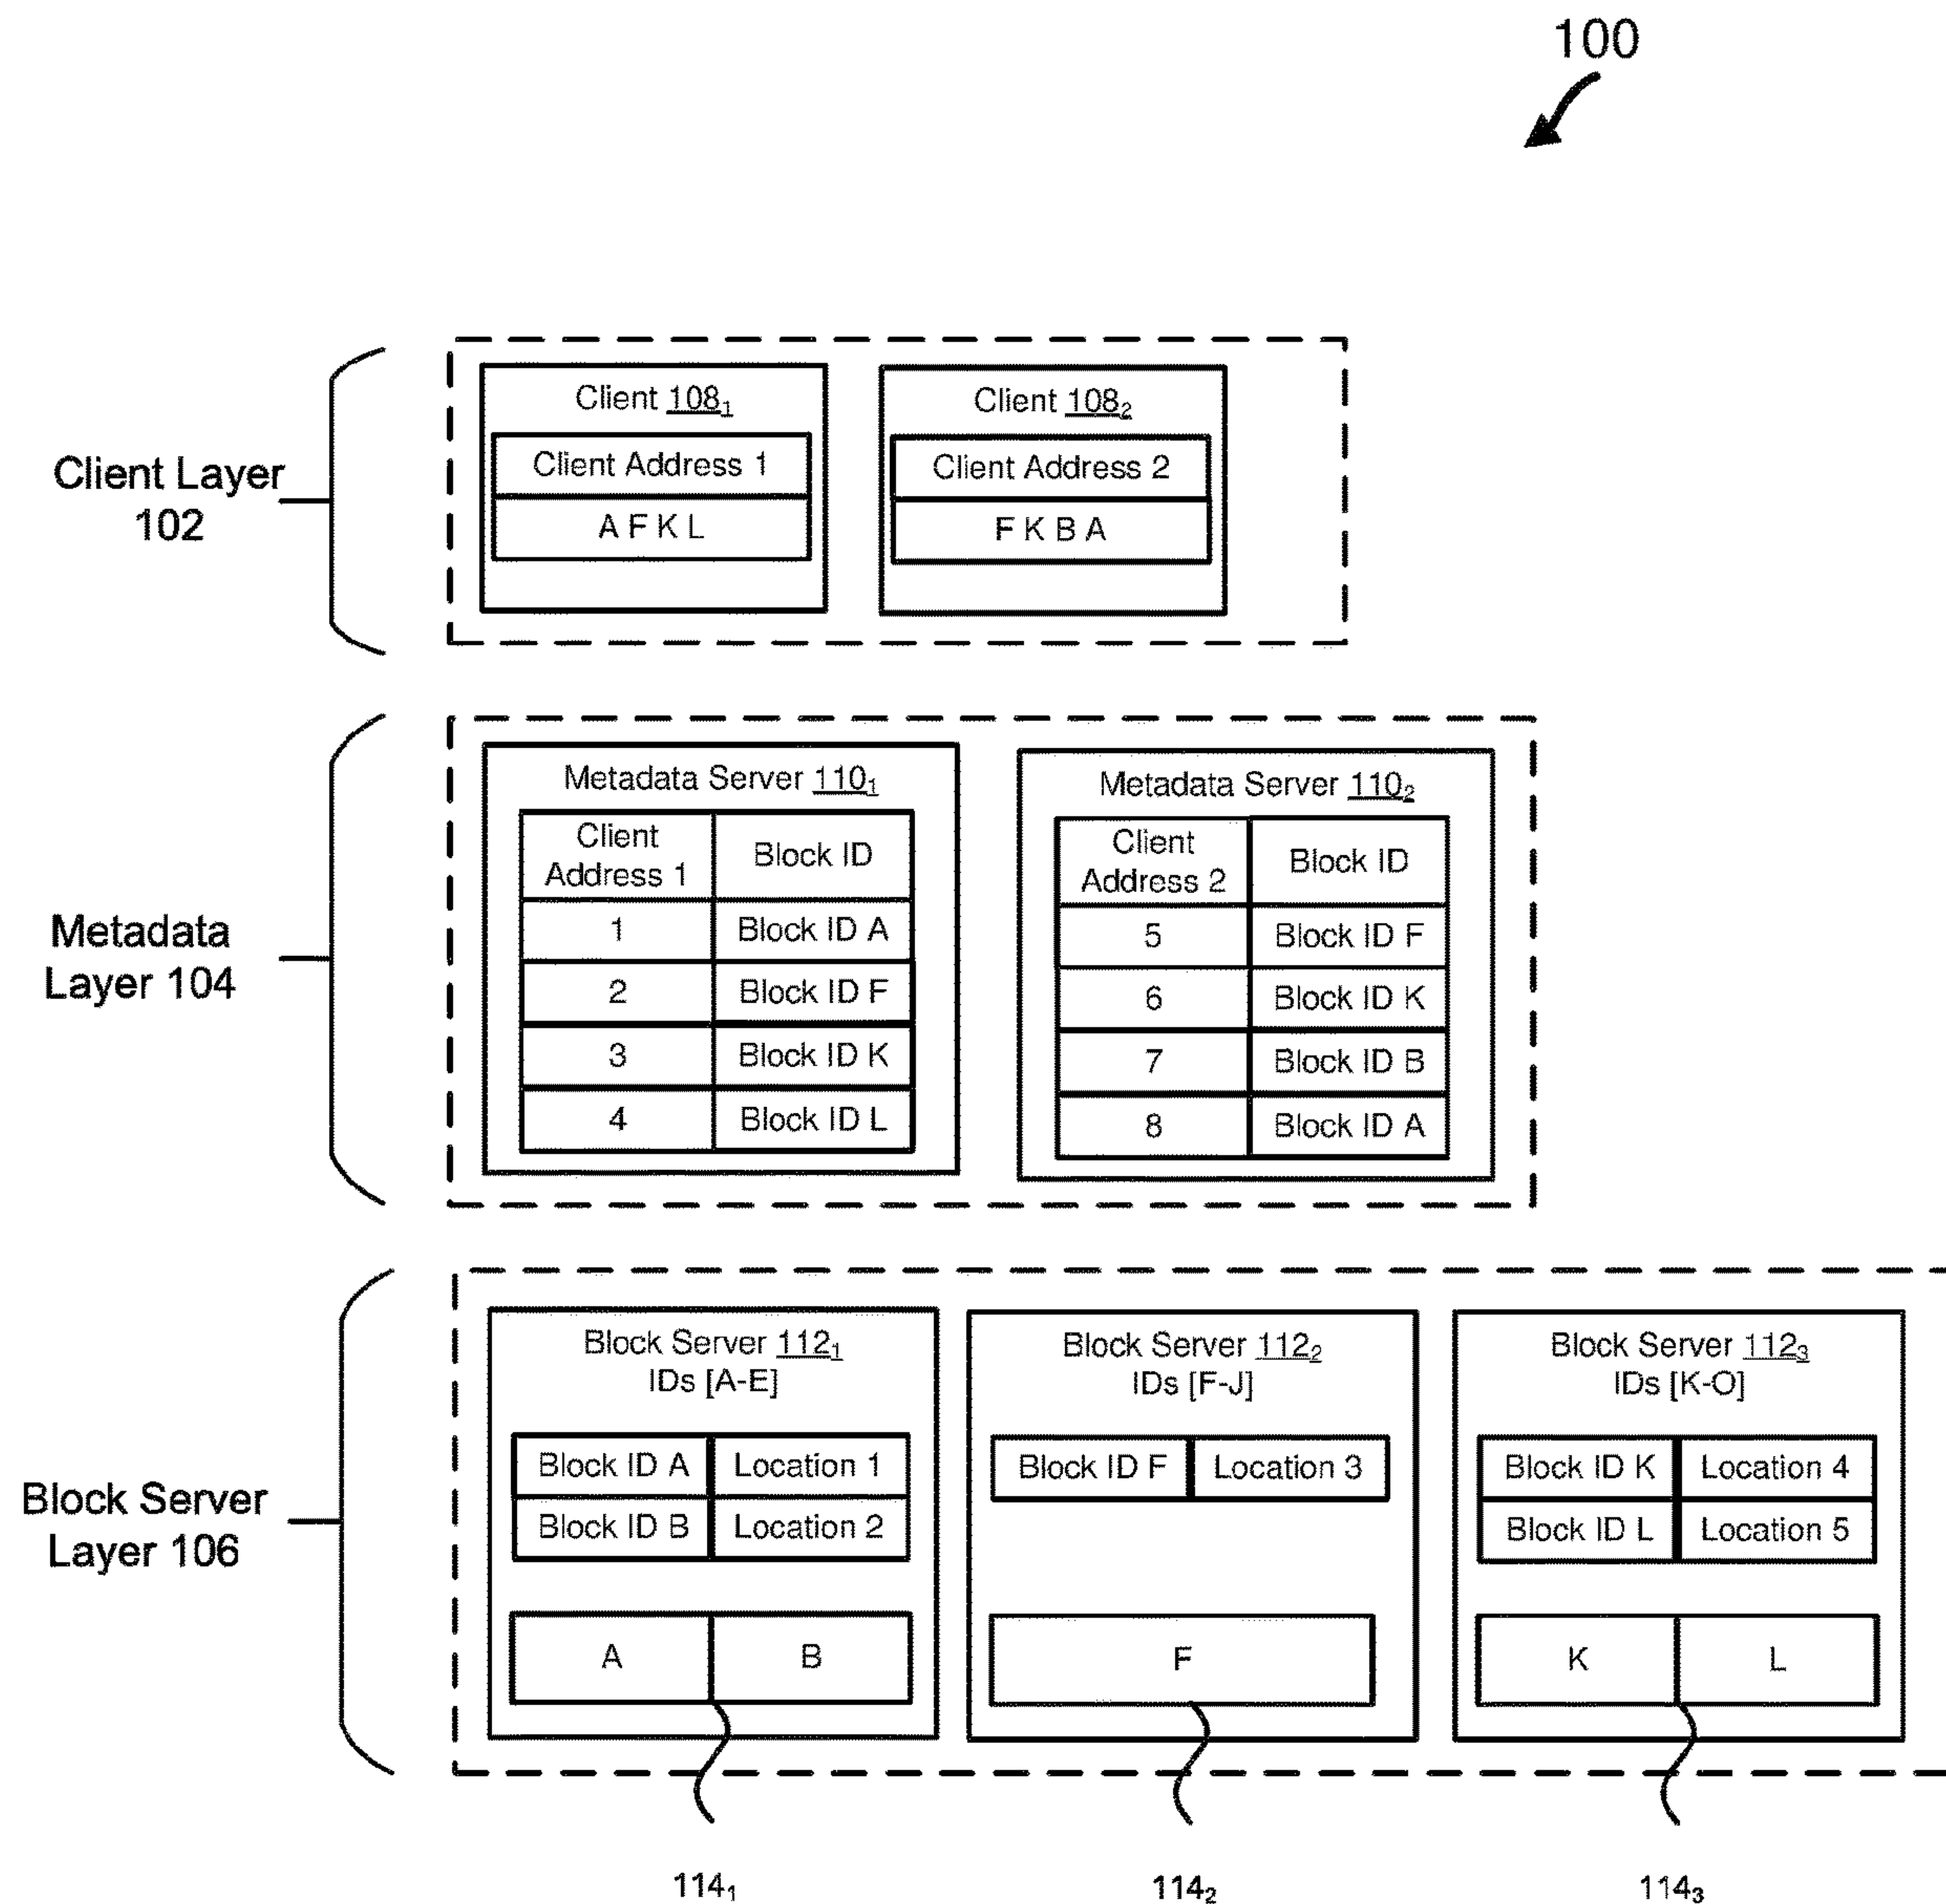 100
Client Layer
102
Client 108₁
Client Address 1
A F K L
Client 108₂
Client Address 2
F K B A
Metadata
Layer 104
Metadata Server 110₁
Client
Address 1
Block ID
1
Block ID A
2
Block ID F
3
Block ID K
4
Block ID L
Metadata Server 110₂
Client
Address 2
Block ID
5
Block ID F
6
Block ID K
7
Block ID B
8
Block ID A
Block Server
Layer 106
Block Server 112₁
IDs [A-E]
Block ID A
Location 1
Block ID B
Location 2
A
B
Block Server 112₂
IDs [F-J]
Block ID F
Location 3
F
Block Server 112₃
IDs [K-O]
Block ID K
Location 4
Block ID L
Location 5
K
L
114₁
114₂
114₃